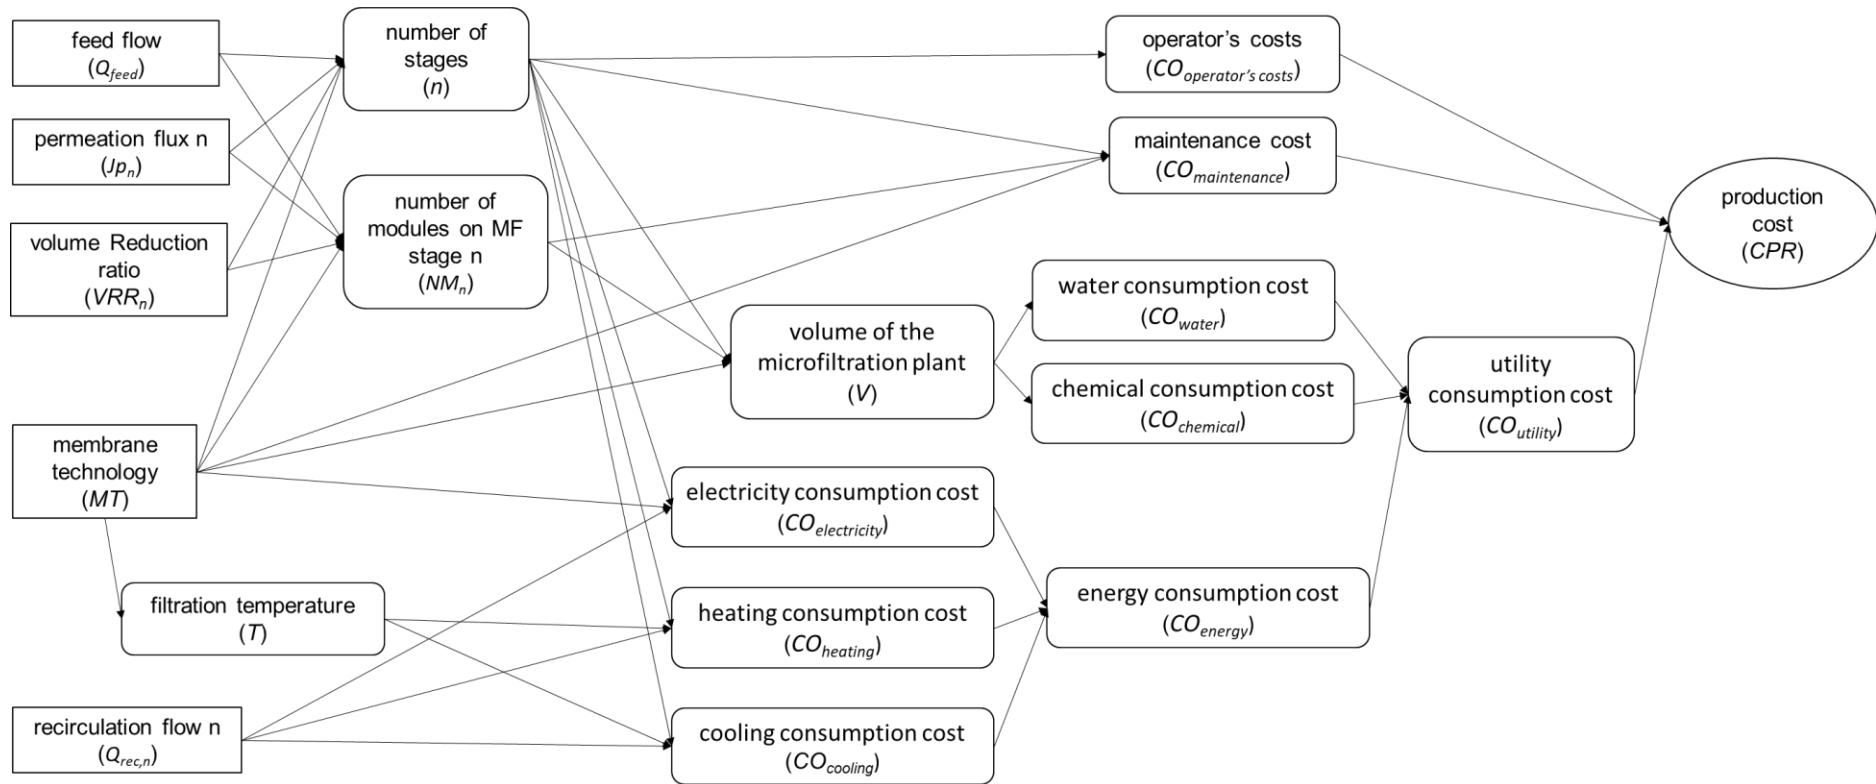 feed flow
(Qfeed)
permeation flux n
(Jpn)
volume Reduction
ratio
(VRRn)
membrane
technology
(MT)
filtration temperature
(T)
recirculation flow n
(Qrec,n)
number of
stages
(n)
number of
modules on MF
stage n
(NMn)
volume of the
microfiltration plant
(V)
electricity consumption cost
(COelectricity)
heating consumption cost
(COheating)
cooling consumption cost
(COcooling)
operator's costs
(COoperator's costs)
maintenance cost
(COmaintenance)
water consumption cost
(COwater)
chemical consumption cost
(COchemical)
energy consumption cost
(COenergy)
utility
consumption cost
(COutility)
production
cost
(CPR)